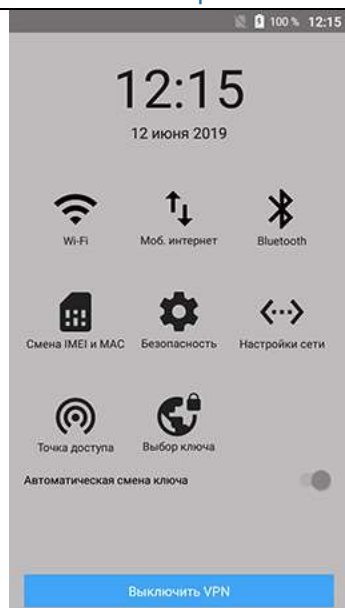 100 % 12:15
12:15
12 июня 2019
Wi-Fi Моб. интернет Bluetooth
Смена IMEI и MAC Безопасность Настройки сети
Точка доступа Выбор ключа
Автоматическая смена ключа
Выключить VPN